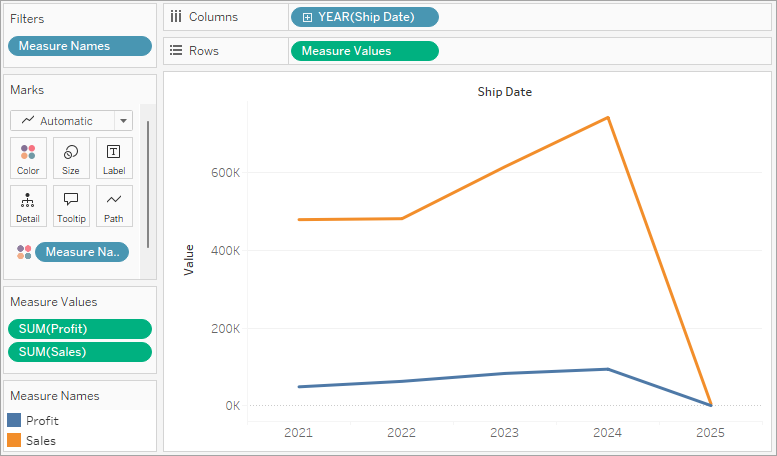 Filters
Measure Names
Marks
Automatic
Color
Size
Label
Detail
Tooltip
Path
Measure Na..
Measure Values
SUM(Profit)
SUM(Sales)
Measure Names
Profit
Sales
Columns
YEAR(Ship Date)
Rows
Measure Values
Ship Date
Value
600K
400K
200K
0K
2021
2022
2023
2024
2025